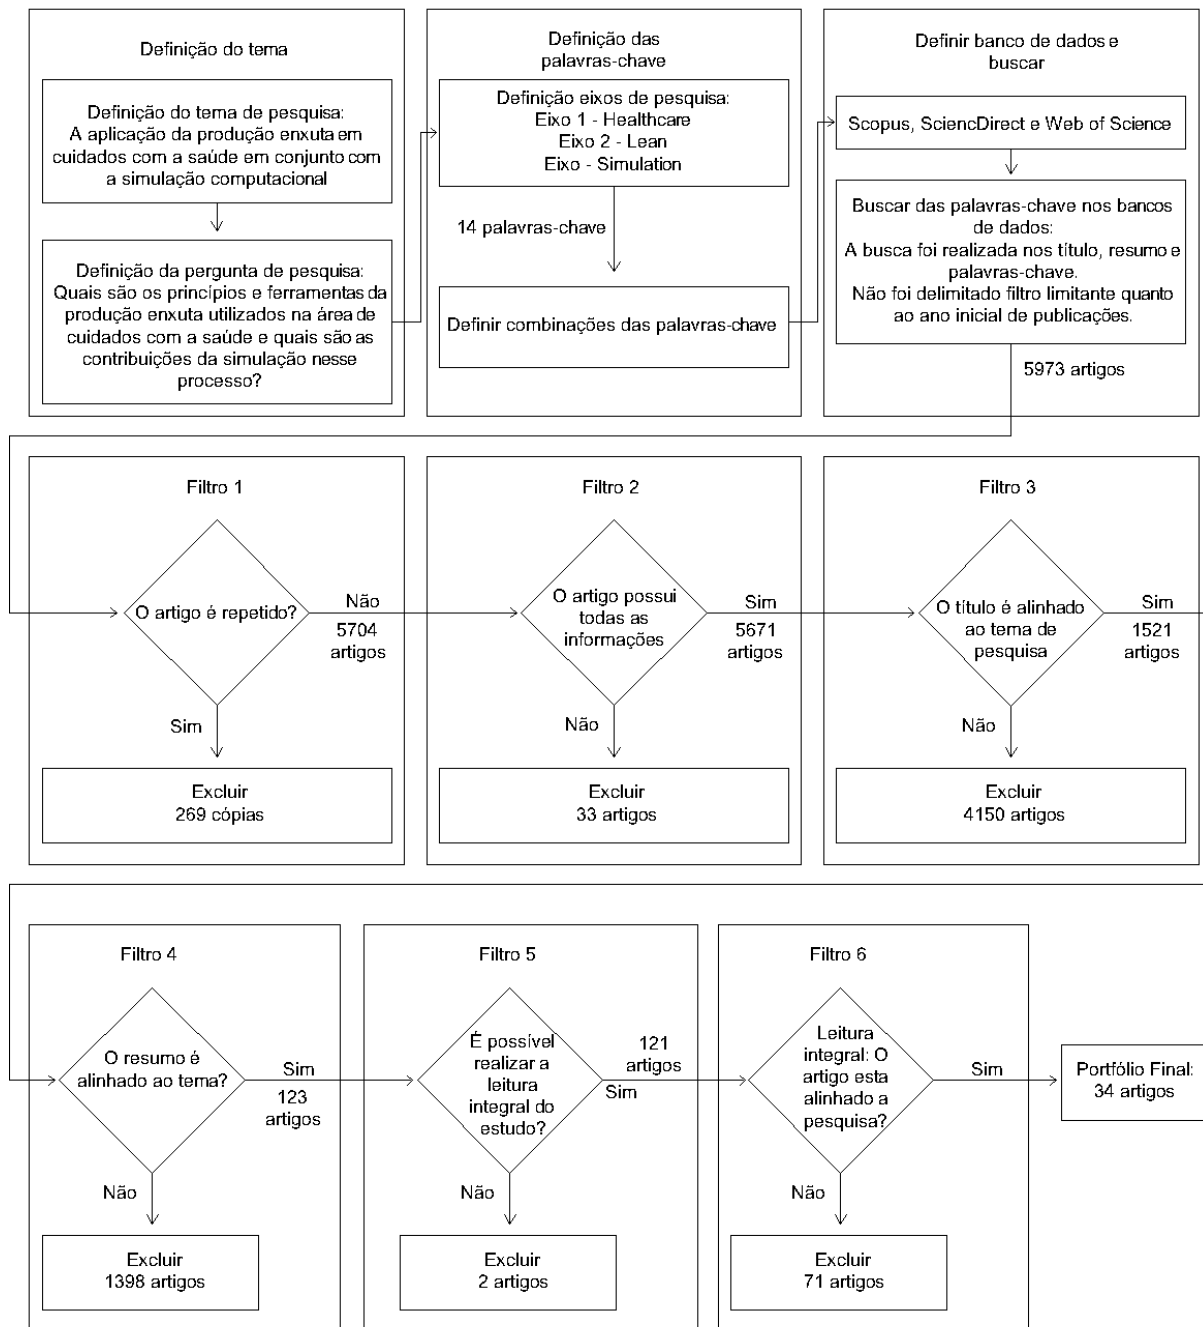 Definição do tema
Definição do tema de pesquisa:
A aplicação da produção enxuta em
cuidados com a saúde em conjunto com
a simulação computacional
Definição da pergunta de pesquisa:
Quais são os princípios e ferramentas da
produção enxuta utilizados na área de
cuidados com a saúde e quais são as
contribuições da simulação nesse
processo?
Definição das
palavras-chave
Definição eixos de pesquisa:
Eixo 1 - Healthcare
Eixo 2 - Lean
Eixo - Simulation
14 palavras-chave
Definir combinações das palavras-chave
Definir banco de dados e
buscar
Scopus, SciencDirect e Web of Science
Buscar das palavras-chave nos bancos
de dados:
A busca foi realizada nos título, resumo e
palavras-chave.
Não foi delimitado filtro limitante quanto
ao ano inicial de publicações.
5973 artigos
Filtro 1
O artigo é repetido?
Não
5704
artigos
Sim
Excluir
269 cópias
Filtro 2
O artigo possui
todas as
informações
Sim
5671
artigos
Não
Excluir
33 artigos
Filtro 3
O título é alinhado
ao tema de
pesquisa
Sim
1521
artigos
Não
Excluir
4150 artigos
Filtro 4
O resumo é
alinhado ao tema?
Sim
123
artigos
Não
Excluir
1398 artigos
Filtro 5
É possível
realizar a
leitura
integral do
estudo?
121
artigos
Sim
Não
Excluir
2 artigos
Filtro 6
Leitura
integral: O
artigo esta
alinhado a
pesquisa?
Sim
Não
Excluir
71 artigos
Portfólio Final:
34 artigos